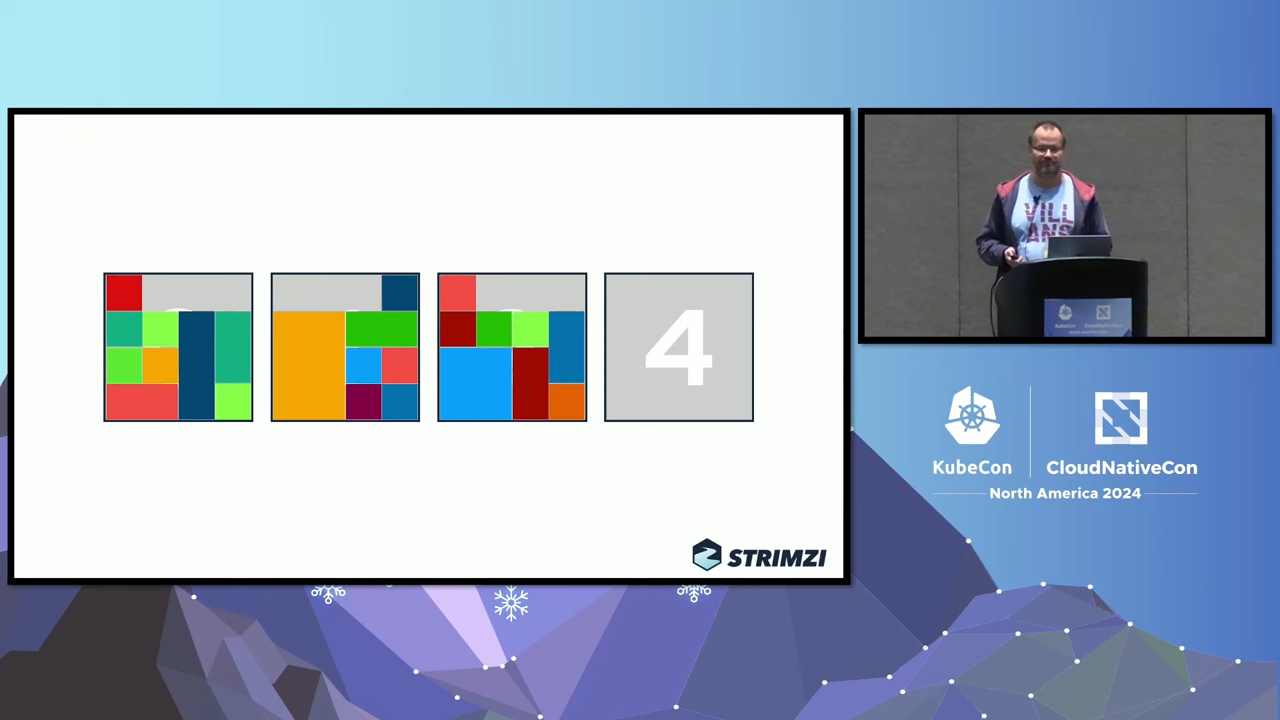 4
STRIMZI
VILL
ANS
KubeCon
CloudNativeCon
North America 2024